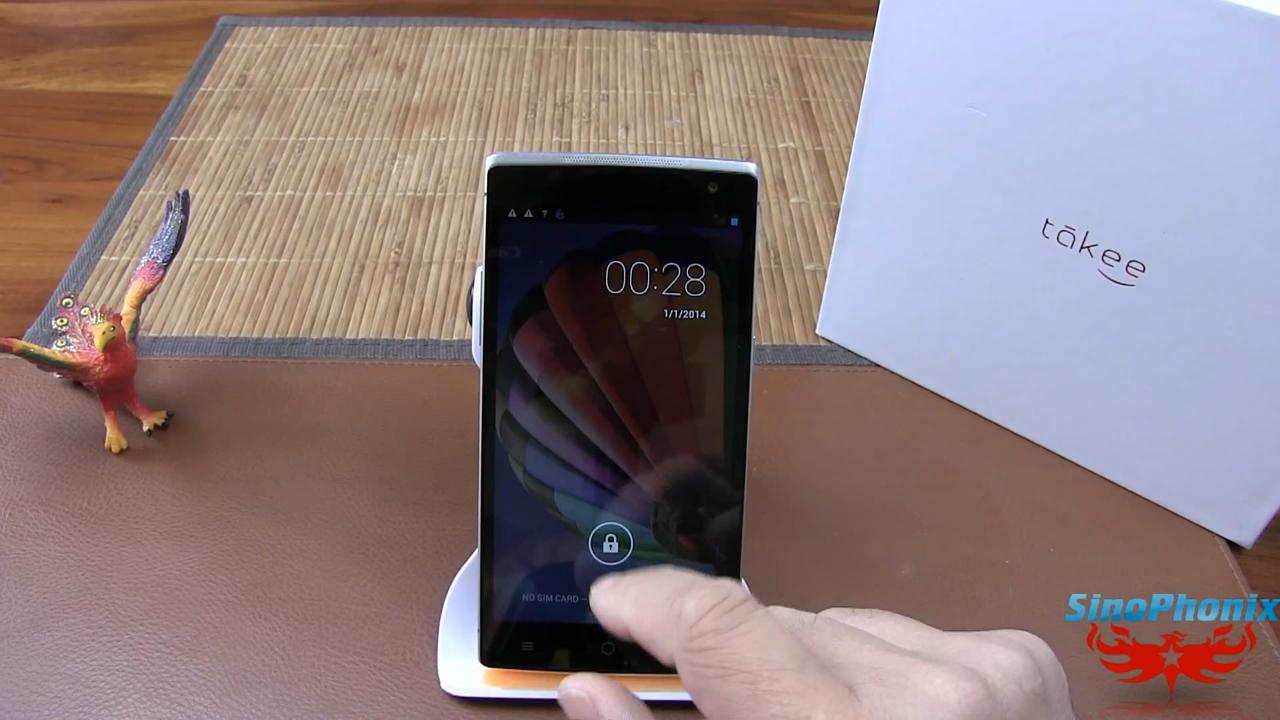 takee
00:28
1/1/2014
NO SIM CARD –
SinoPhonix